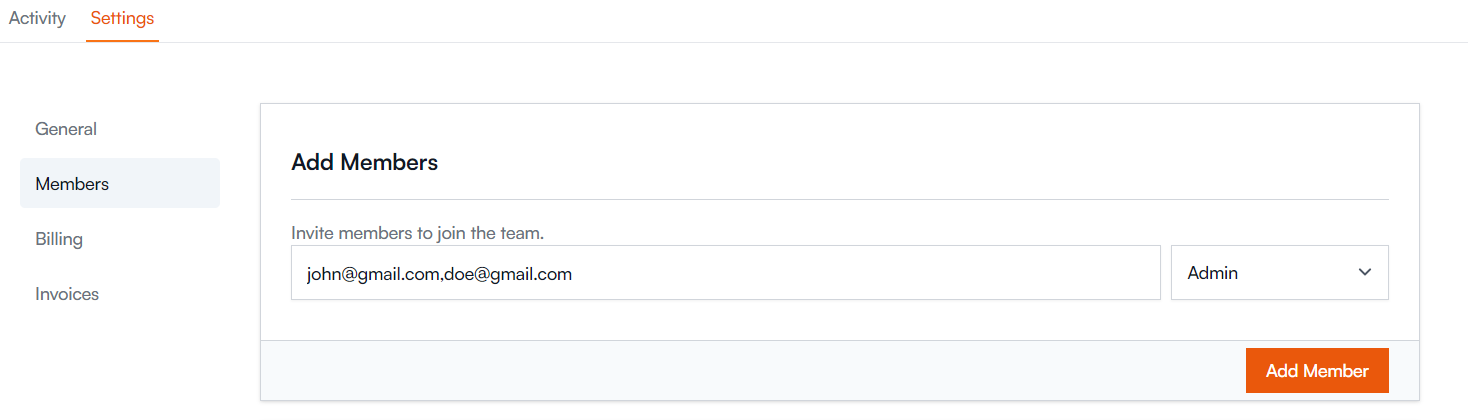 Activity Settings
General
Members
Billing
Invoices
Add Members
Invite members to join the team.
john@gmail.com,doe@gmail.com Admin
Add Member